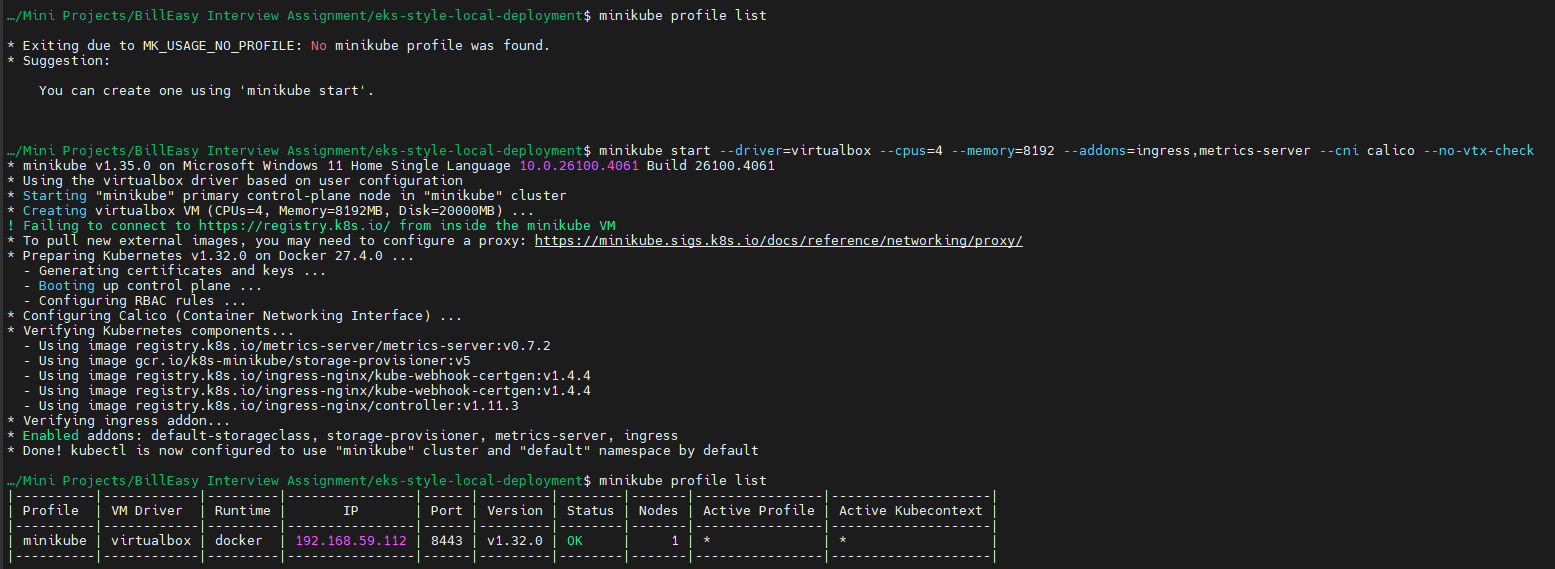 …/Mini Projects/BillEasy Interview Assignment/eks-style-local-deployment$ minikube profile list
* Exiting due to MK_USAGE_NO_PROFILE: No minikube profile was found.
* Suggestion:
    You can create one using 'minikube start'.
…/Mini Projects/BillEasy Interview Assignment/eks-style-local-deployment$ minikube start --driver=virtualbox --cpus=4 --memory=8192 --addons=ingress,metrics-server --cni calico --no-vtx-check
* minikube v1.35.0 on Microsoft Windows 11 Home Single Language 10.0.26100.4061 Build 26100.4061
* Using the virtualbox driver based on user configuration
* Starting "minikube" primary control-plane node in "minikube" cluster
* Creating virtualbox VM (CPUs=4, Memory=8192MB, Disk=20000MB) ...
! Failing to connect to https://registry.k8s.io/ from inside the minikube VM
* To pull new external images, you may need to configure a proxy: https://minikube.sigs.k8s.io/docs/reference/networking/proxy/
* Preparing Kubernetes v1.32.0 on Docker 27.4.0 ...
  - Generating certificates and keys ...
  - Booting up control plane ...
  - Configuring RBAC rules ...
* Configuring Calico (Container Networking Interface) ...
* Verifying Kubernetes components...
  - Using image registry.k8s.io/metrics-server/metrics-server:v0.7.2
  - Using image gcr.io/k8s-minikube/storage-provisioner:v5
  - Using image registry.k8s.io/ingress-nginx/kube-webhook-certgen:v1.4.4
  - Using image registry.k8s.io/ingress-nginx/kube-webhook-certgen:v1.4.4
  - Using image registry.k8s.io/ingress-nginx/controller:v1.11.3
* Verifying ingress addon...
* Enabled addons: default-storageclass, storage-provisioner, metrics-server, ingress
* Done! kubectl is now configured to use "minikube" cluster and "default" namespace by default
…/Mini Projects/BillEasy Interview Assignment/eks-style-local-deployment$ minikube profile list
|----------|------------|---------|----------------|------|---------|--------|-------|----------------|--------------------|
| Profile  | VM Driver  | Runtime |       IP       | Port | Version | Status | Nodes | Active Profile | Active Kubecontext |
|----------|------------|---------|----------------|------|---------|--------|-------|----------------|--------------------|
| minikube | virtualbox | docker  | 192.168.59.112 | 8443 | v1.32.0 | OK     |     1 | *              | *                  |
|----------|------------|---------|----------------|------|---------|--------|-------|----------------|--------------------|